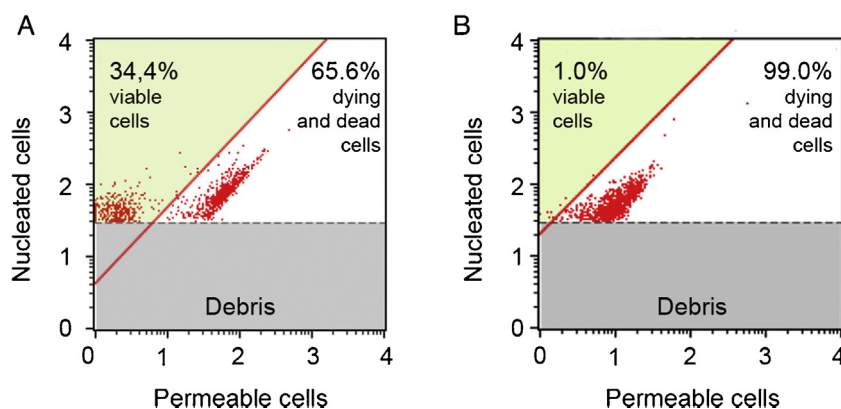 A
Nucleated cells
4
3
2
1
0
34,4%
viable
cells
65.6%
dying
and dead
cells
Debris
0
1
2
3
4
Permeable cells
B
Nucleated cells
4
3
2
1
0
1.0%
viable
cells
99.0%
dying
and dead
cells
Debris
0
1
2
3
4
Permeable cells